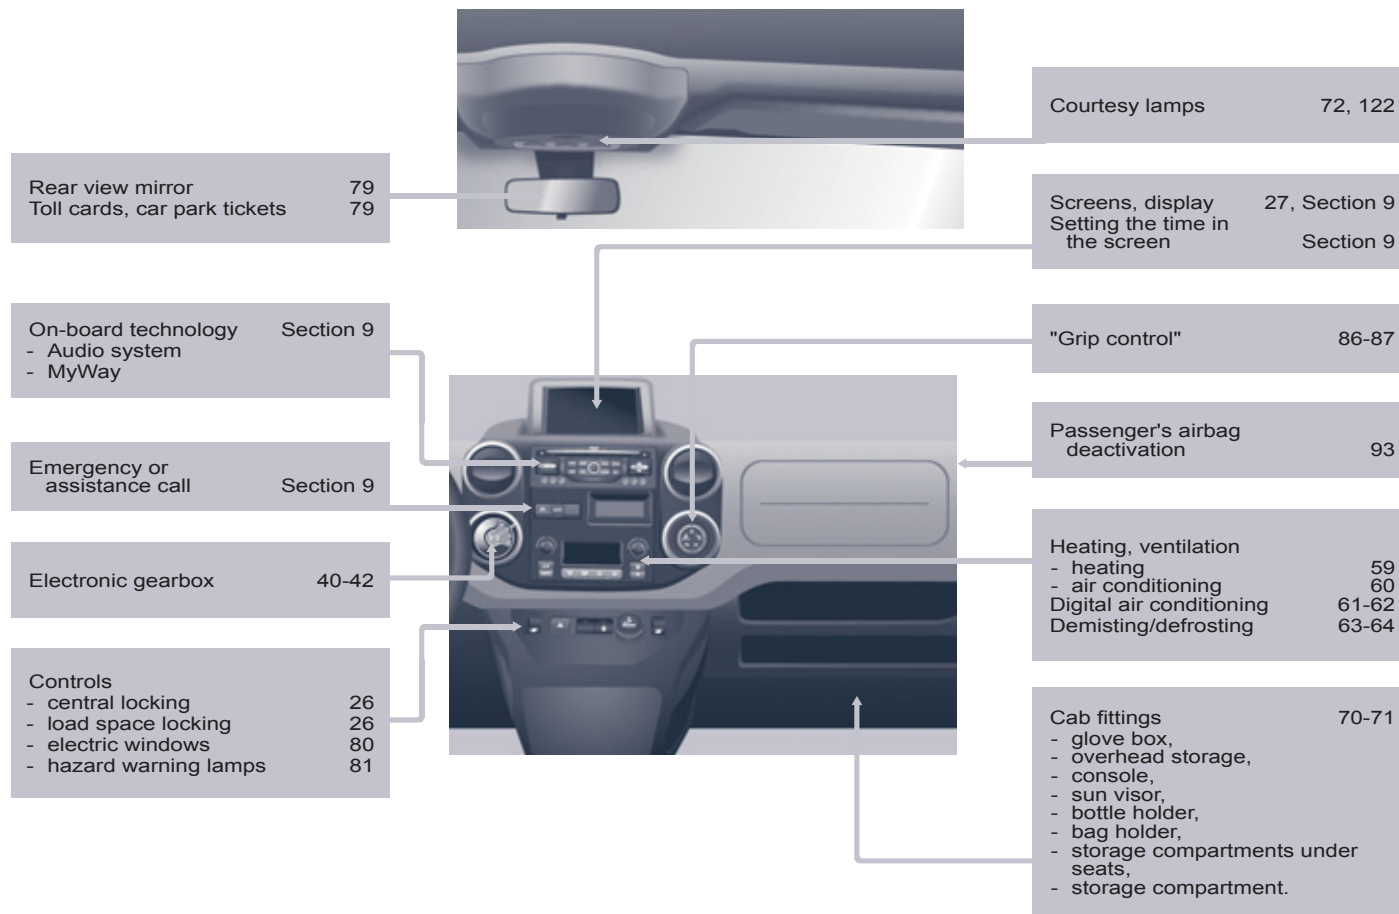 Rear view mirror 79
Toll cards, car park tickets 79
On-board technology Section 9
- Audio system
- MyWay
Emergency or
assistance call Section 9
Electronic gearbox 40-42
Controls
- central locking 26
- load space locking 26
- electric windows 80
- hazard warning lamps 81
Courtesy lamps 72, 122
Screens, display 27, Section 9
Setting the time in
the screen Section 9
"Grip control" 86-87
Passenger's airbag
deactivation 93
Heating, ventilation
- heating 59
- air conditioning 60
Digital air conditioning 61-62
Demisting/defrosting 63-64
Cab fittings 70-71
- glove box,
- overhead storage,
- console,
- sun visor,
- bottle holder,
- bag holder,
- storage compartments under
seats,
- storage compartment.